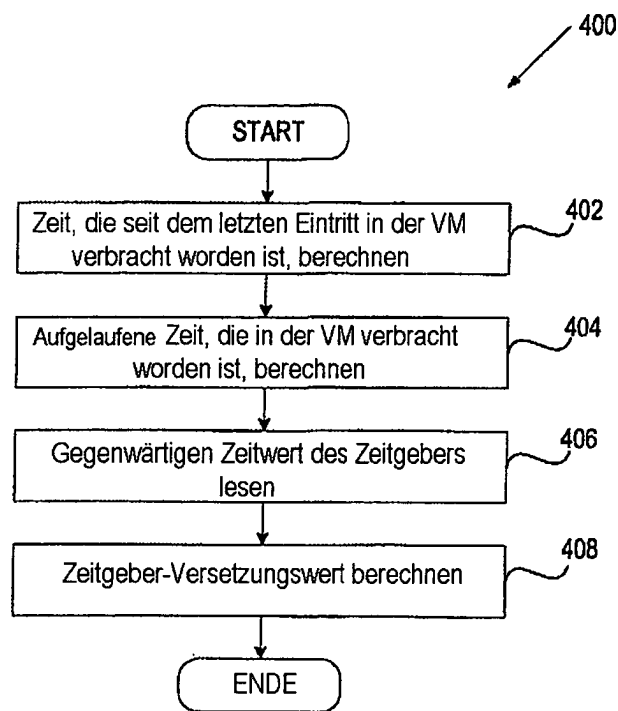 400
START
Zeit, die seit dem letzten Eintritt in der VM
verbracht worden ist, berechnen
402
Aufgelaufene Zeit, die in der VM verbracht
worden ist, berechnen
404
Gegenwärtigen Zeitwert des Zeitgebers
lesen
406
Zeitgeber-Versetzungswert berechnen
408
ENDE